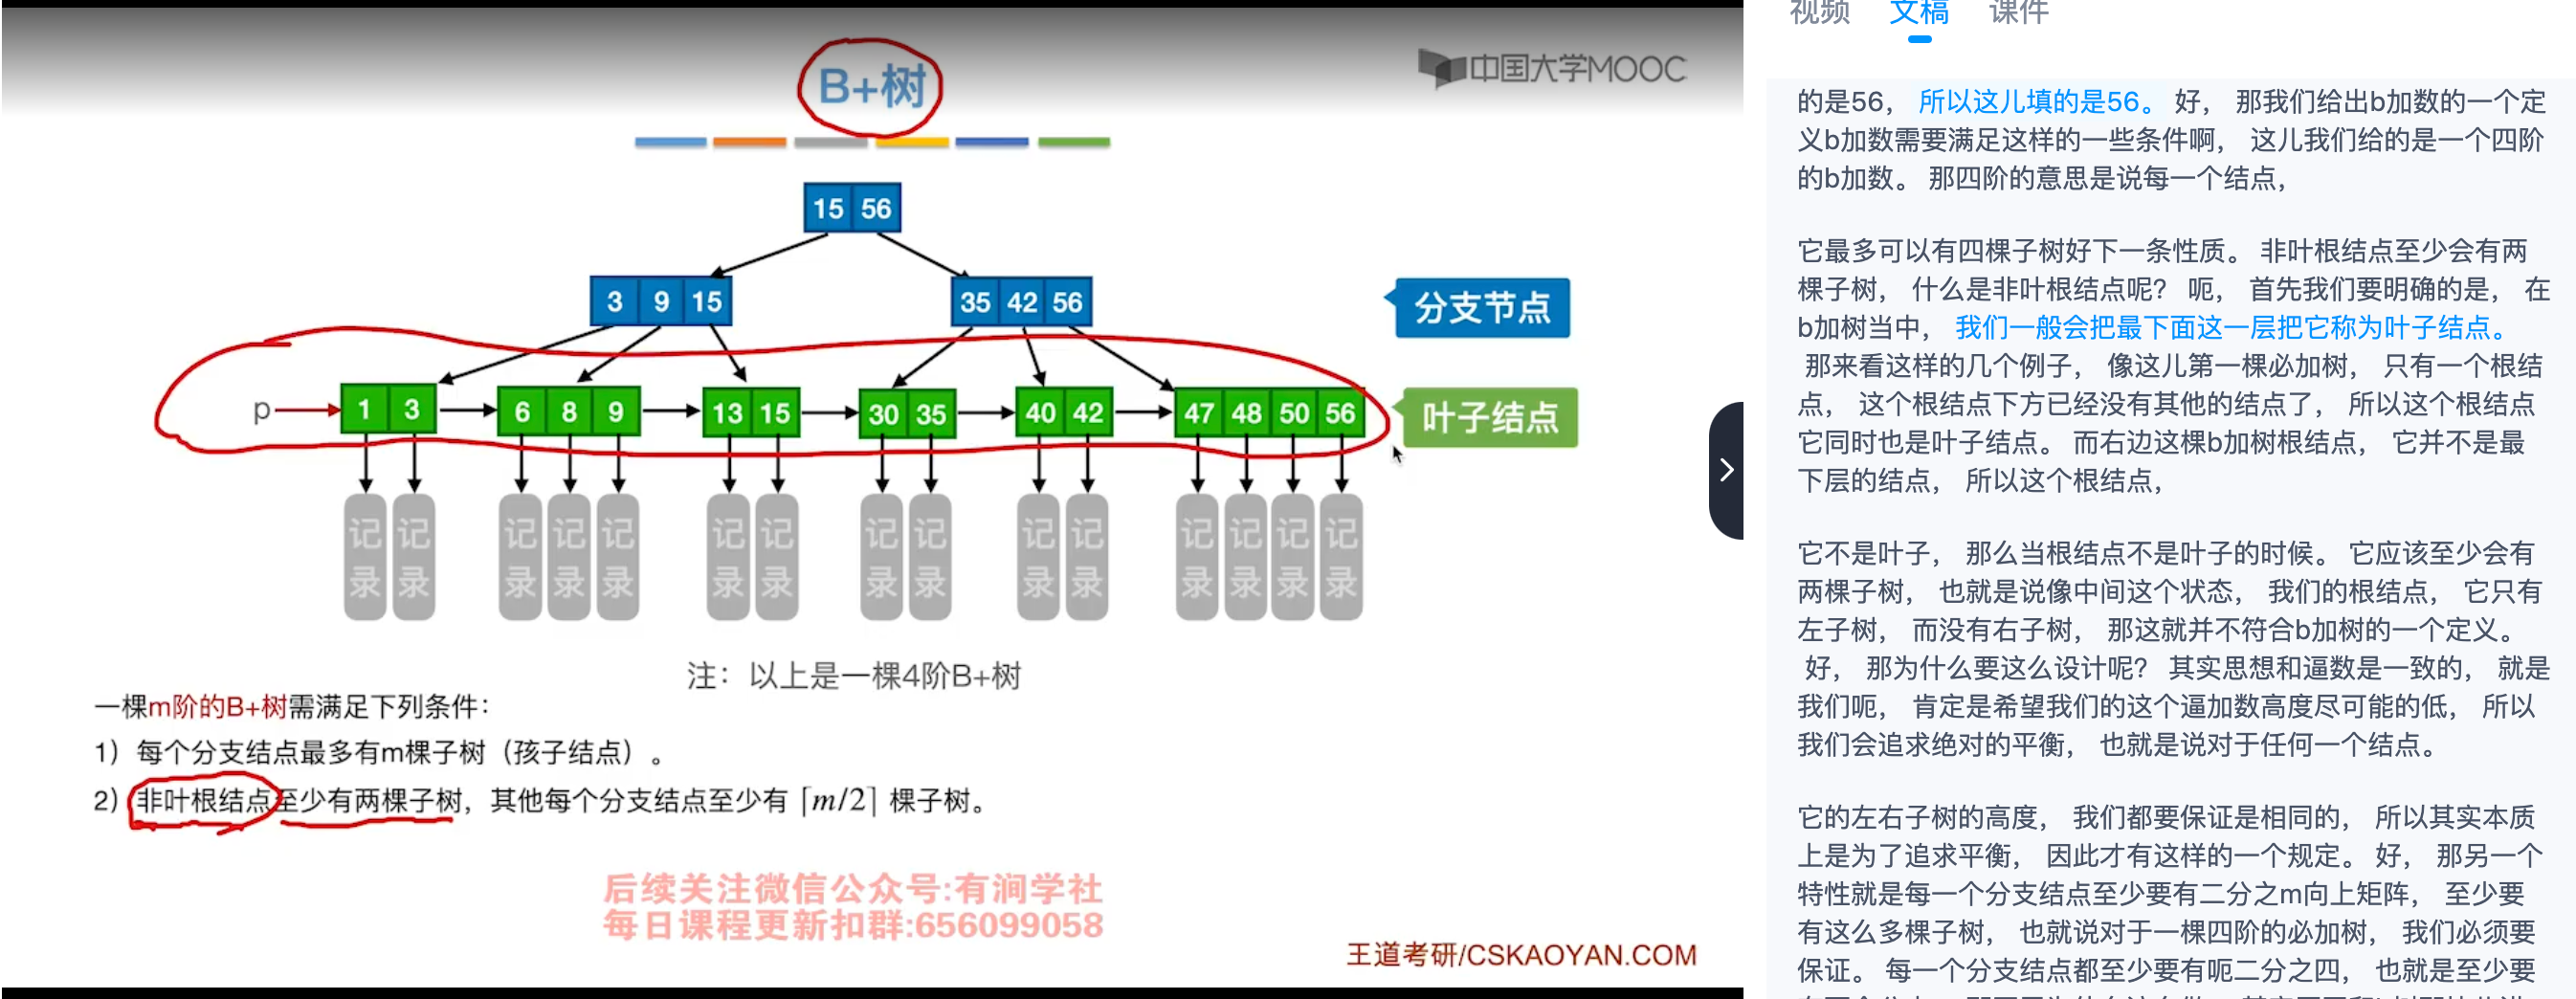 B+树
中国大学MOOC
15 56
3 9 15
35 42 56
分支节点
p
1 3
6 8 9
13 15
30 35
40 42
47 48 50 56
叶子结点
记录 记录 记录 记录 记录 记录 记录 记录 记录 记录 记录 记录 记录 记录 记录
注：以上是一棵4阶B+树
一棵m阶的B+树需满足下列条件：
1）每个分支结点最多有m棵子树（孩子结点）。
2）非叶根结点至少有两棵子树，其他每个分支结点至少有 ⌈m/2⌉ 棵子树。
后续关注微信公众号:有涧学社
每日课程更新扣群:656099058
王道考研/CSKAOYAN.COM
视频 文稿 课件
的是56， 所以这儿填的是56。 好， 那我们给出b加数的一个定
义b加数需要满足这样的一些条件啊， 这儿我们给的是一个四阶
的b加数。 那四阶的意思是说每一个结点，
它最多可以有四棵子树好下一条性质。 非叶根结点至少会有两
棵子树， 什么是非叶根结点呢？ 呃， 首先我们要明确的是， 在
b加树当中， 我们一般会把最下面这一层把它称为叶子结点。
那来看这样的几个例子， 像这儿第一棵必加树， 只有一个根结
点， 这个根结点下方已经没有其他的结点了， 所以这个根结点
它同时也是叶子结点。 而右边这棵b加树根结点， 它并不是最
下层的结点， 所以这个根结点，
它不是叶子， 那么当根结点不是叶子的时候。 它应该至少会有
两棵子树， 也就是说像中间这个状态， 我们的根结点， 它只有
左子树， 而没有右子树， 那这就并不符合b加树的一个定义。
好， 那为什么要这么设计呢？ 其实思想和逼数是一致的， 就是
我们呃， 肯定是希望我们的这个逼加数高度尽可能的低， 所以
我们会追求绝对的平衡， 也就是说对于任何一个结点。
它的左右子树的高度， 我们都要保证是相同的， 所以其实本质
上是为了追求平衡， 因此才有这样的一个规定。 好， 那另一个
特性就是每一个分支结点至少要有二分之m向上矩阵， 至少要
有这么多棵子树， 也就说对于一棵四阶的必加树， 我们必须要
保证。 每一个分支结点都至少要有呃二分之四， 也就是至少要